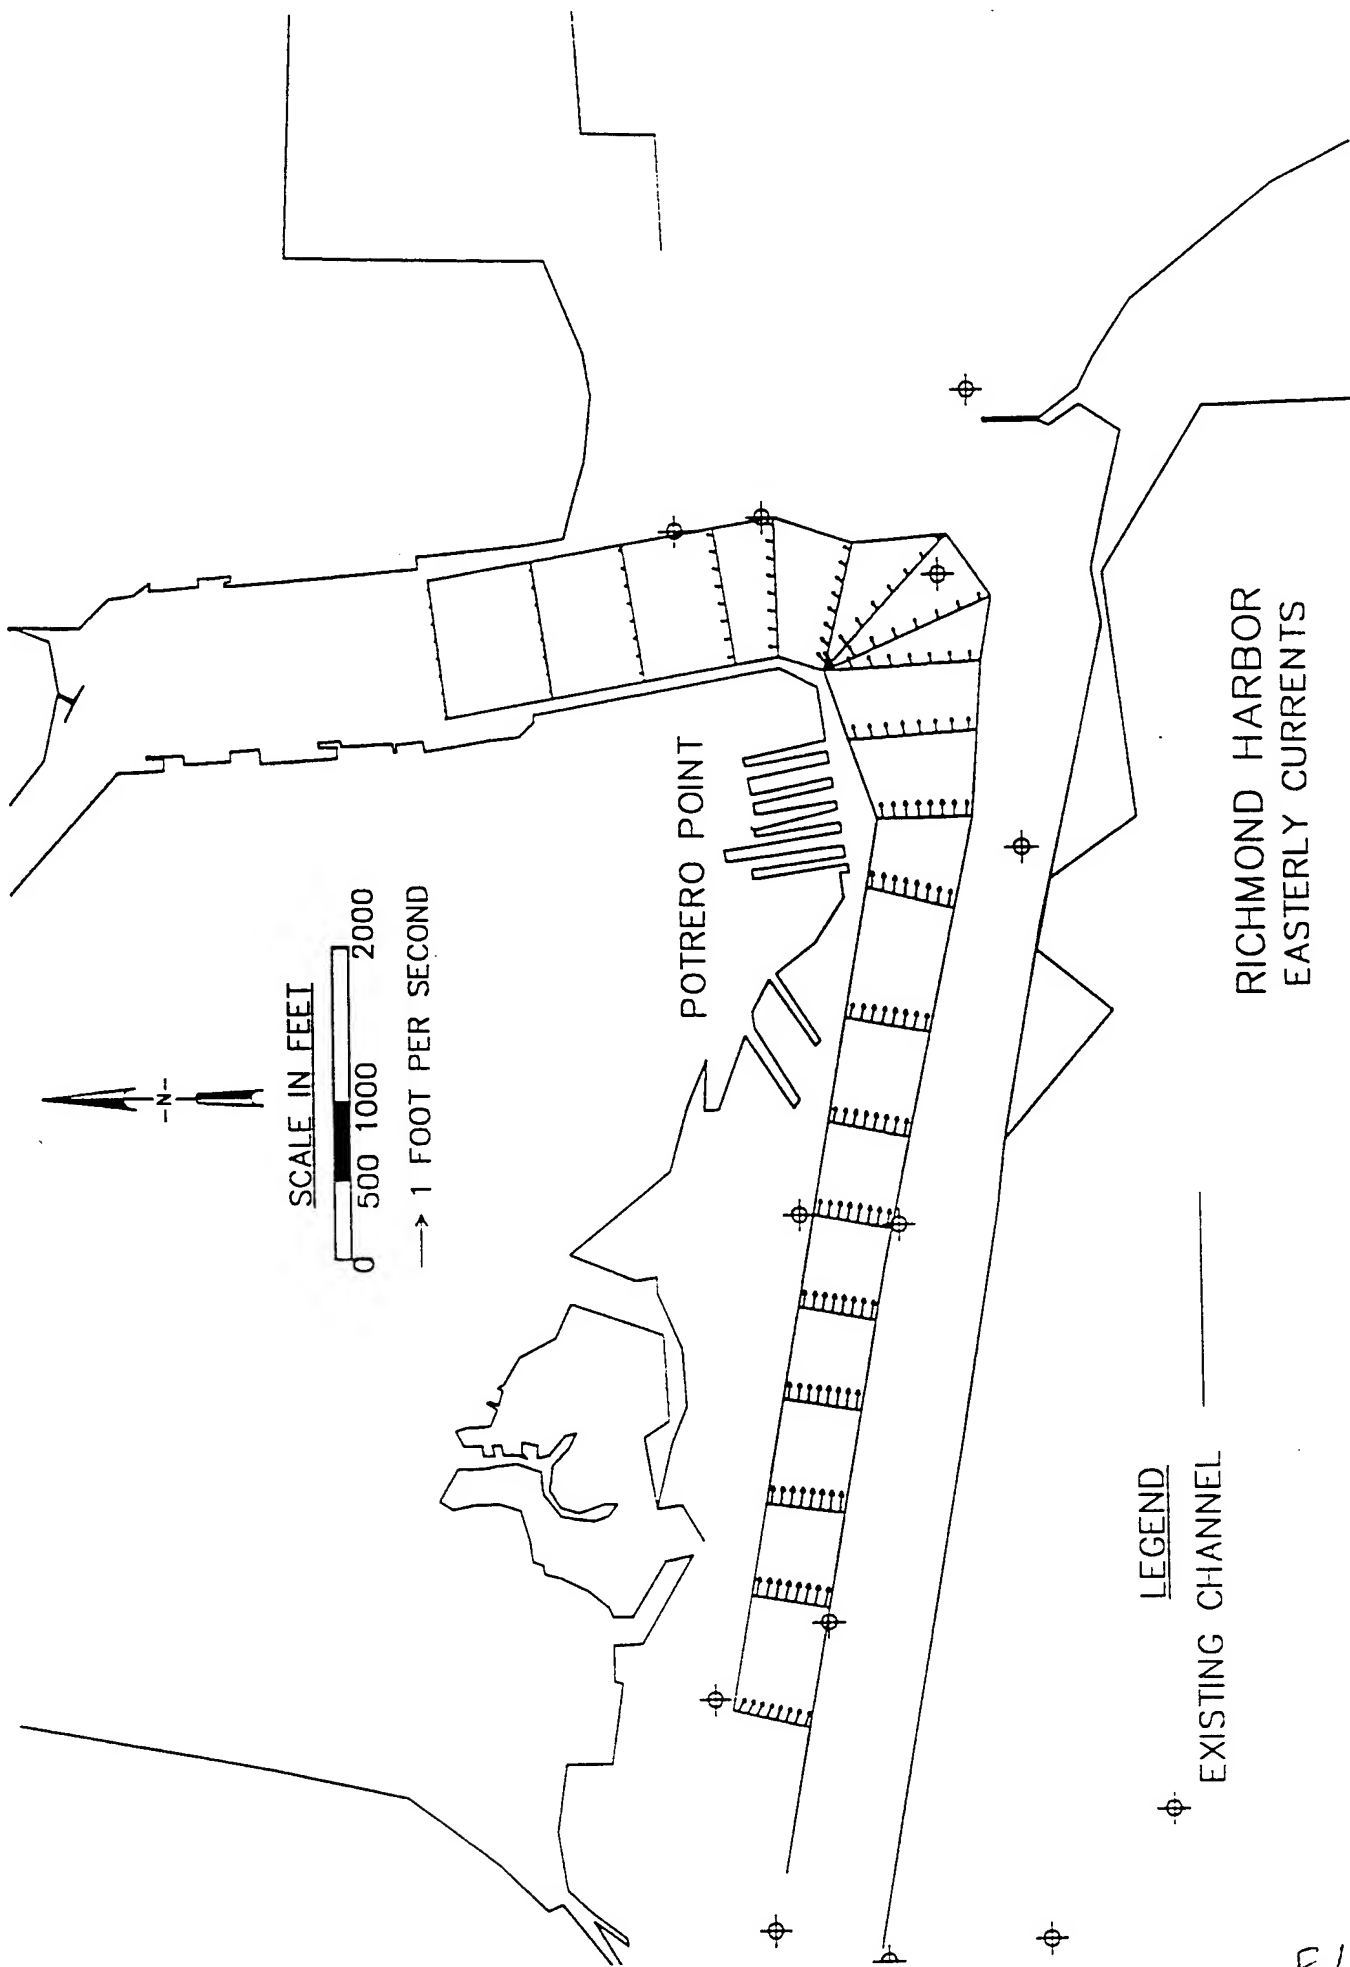 -N-
SCALE IN FEET
0 500 1000 2000
1 FOOT PER SECOND
POTRERO POINT
LEGEND
EXISTING CHANNEL
RICHMOND HARBOR
EASTERLY CURRENTS